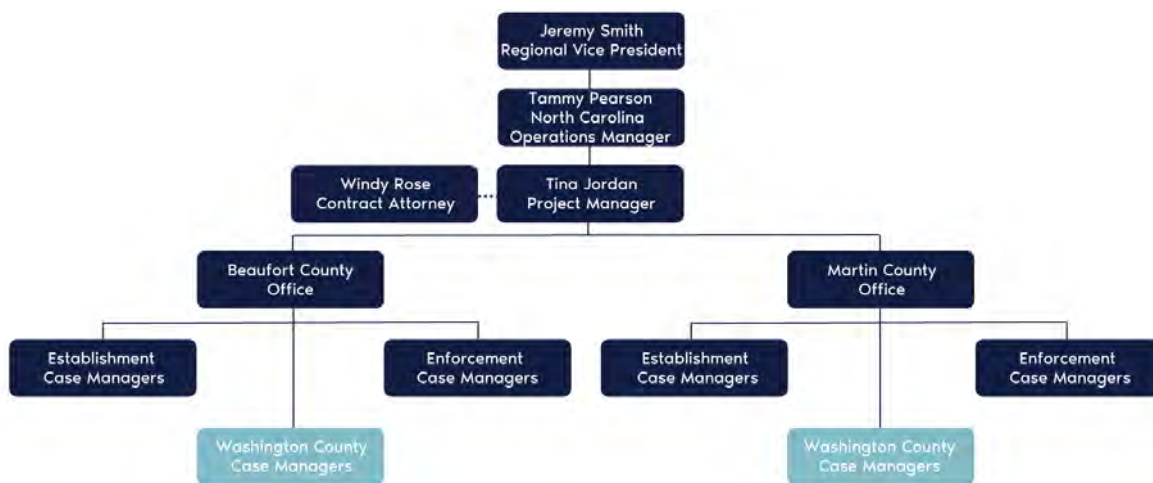 Jeremy Smith
Regional Vice President
Tammy Pearson
North Carolina
Operations Manager
Windy Rose
Contract Attorney
Tina Jordan
Project Manager
Beaufort County
Office
Martin County
Office
Establishment
Case Managers
Enforcement
Case Managers
Establishment
Case Managers
Enforcement
Case Managers
Washington County
Case Managers
Washington County
Case Managers